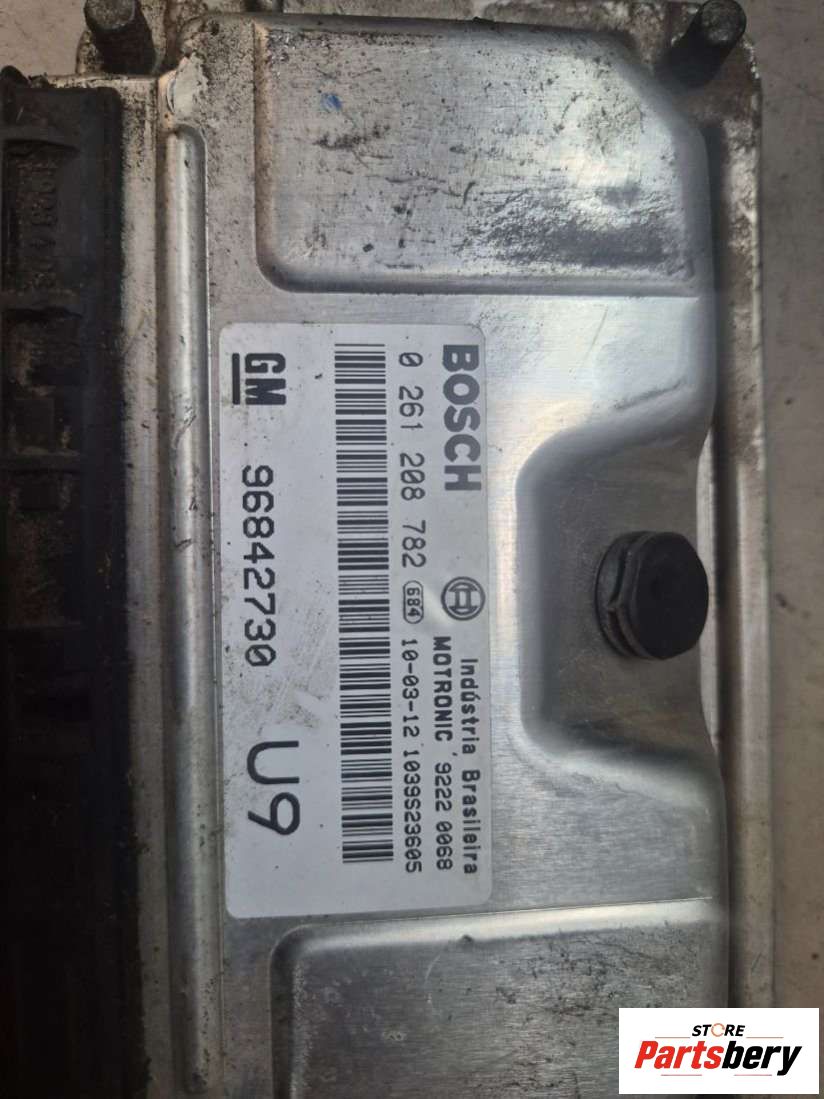 BOSCH Indústria Brasileira
MOTRONIC 9222 0068
0 261 208 782 684 10-03-12 1039S23605
GM 96842730 U9
STORE
Partsbery